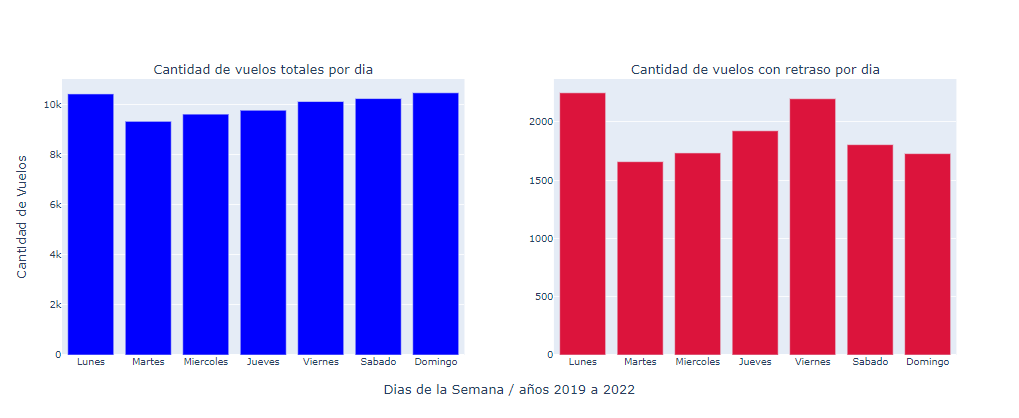 Cantidad de vuelos totales por dia
Cantidad de Vuelos
10k
8k
6k
4k
2k
0
Lunes Martes Miercoles Jueves Viernes Sabado Domingo
Cantidad de vuelos con retraso por dia
2000
1500
1000
500
0
Lunes Martes Miercoles Jueves Viernes Sabado Domingo
Dias de la Semana / años 2019 a 2022